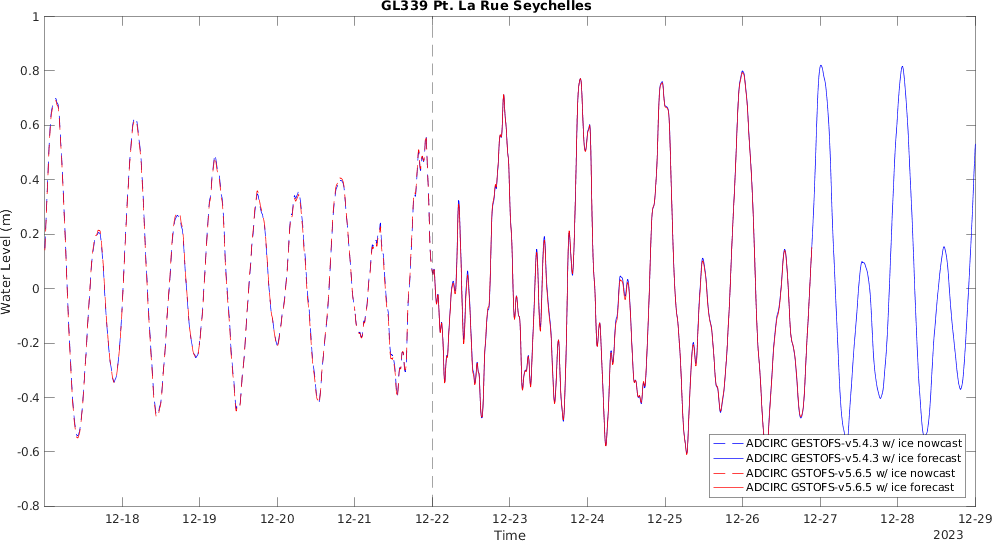 GL339 Pt. La Rue Seychelles
1
0.8
0.6
0.4
0.2
0
-0.2
-0.4
-0.6
-0.8
Water Level (m)
ADCIRC GESTOFS-v5.4.3 w/ ice nowcast
ADCIRC GESTOFS-v5.4.3 w/ ice forecast
ADCIRC GSTOFS-v5.6.5 w/ ice nowcast
ADCIRC GSTOFS-v5.6.5 w/ ice forecast
12-18 12-19 12-20 12-21 12-22 12-23 12-24 12-25 12-26 12-27 12-28 12-29
Time
2023